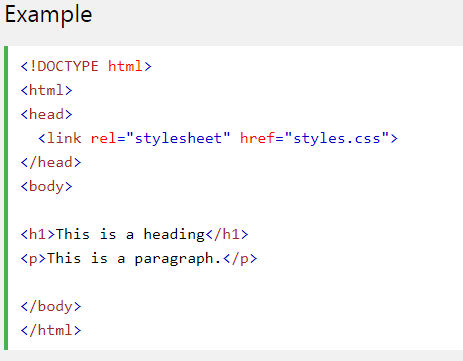 Example
<!DOCTYPE html>
<html>
<head>
  <link rel="stylesheet" href="styles.css">
</head>
<body>

<h1>This is a heading</h1>
<p>This is a paragraph.</p>

</body>
</html>